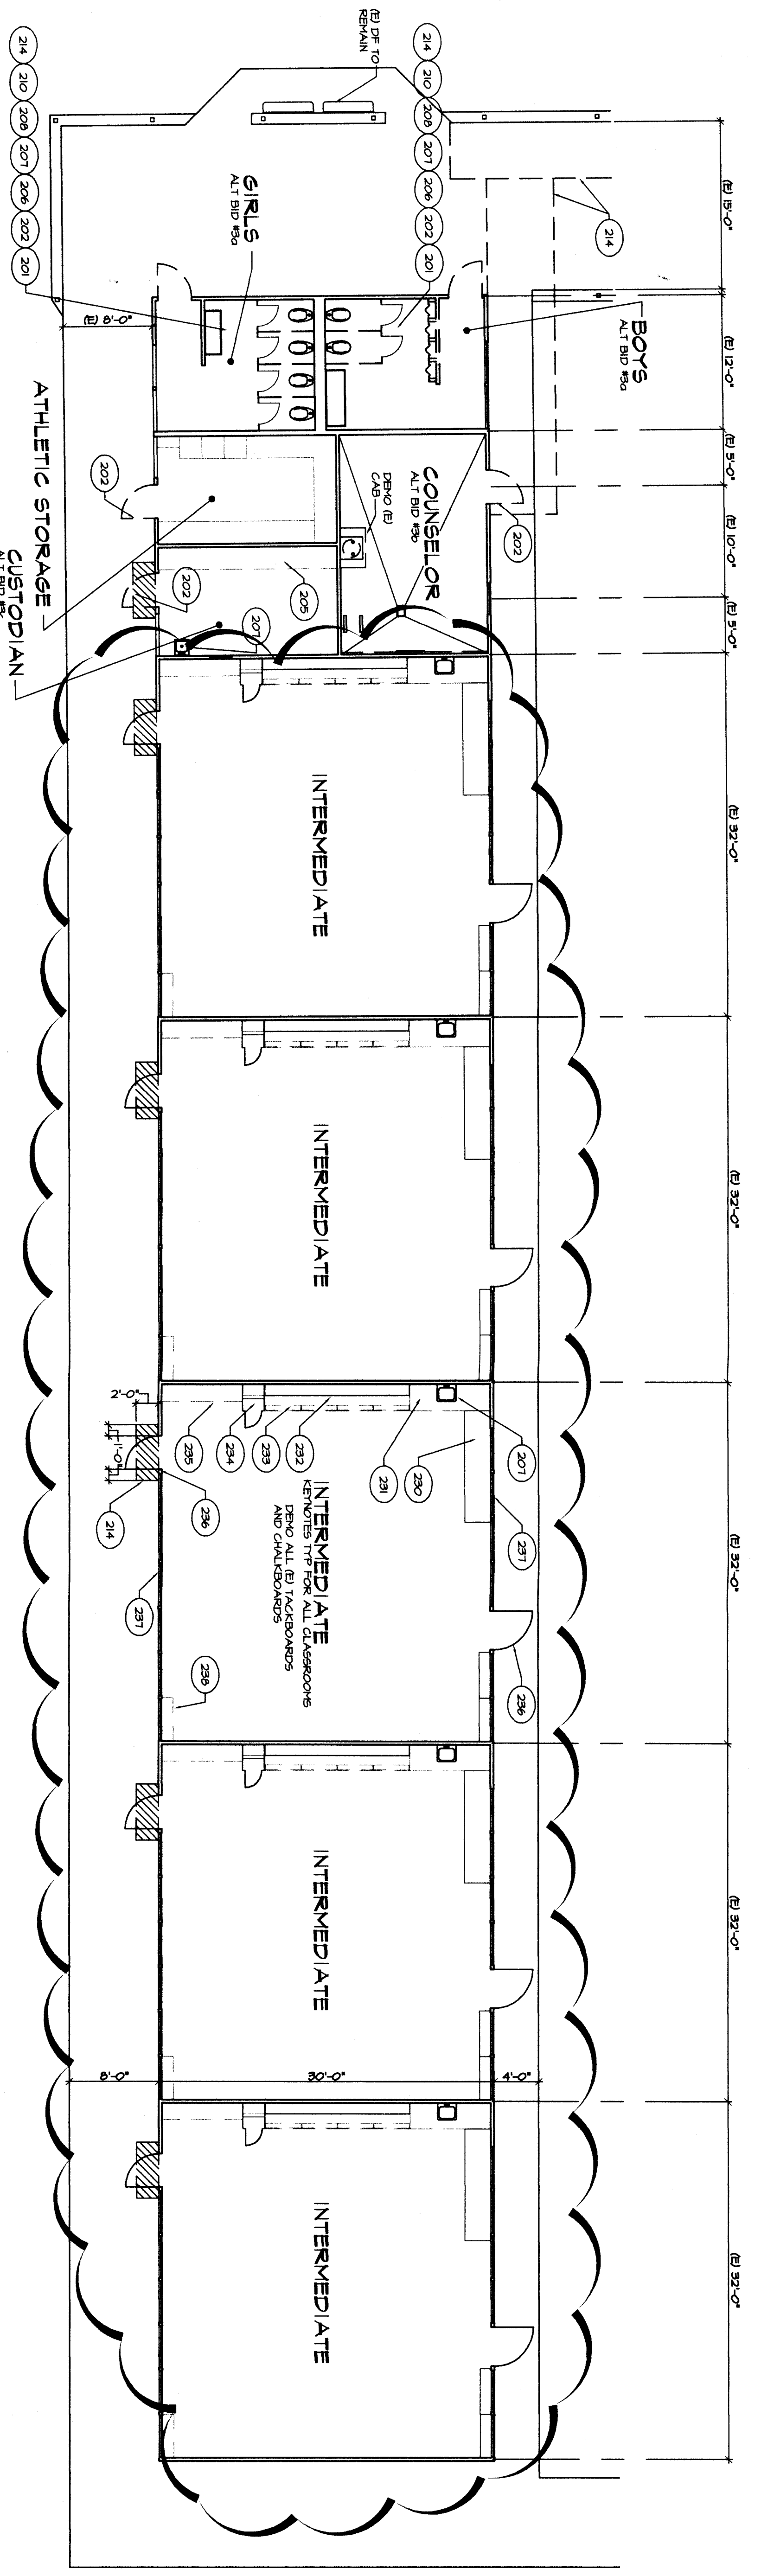 (E) DF TO
REMAIN
214
210
208
207
206
202
201
214
210
208
207
206
202
201
214
GIRLS
ALT BID #3a
BOYS
ALT BID #3a
(E) 15'-0"
(E) 12'-0"
(E) 5'-0"
(E) 10'-0"
(E) 5'-0"
(E) 8'-0"
COUNSELOR
ALT BID #3b
DEMO (E)
CAB
202
202
202
205
207
ATHLETIC STORAGE
CUSTODIAN
INTERMEDIATE
(E) 32'-0"
INTERMEDIATE
(E) 32'-0"
2'-0"
1'-0"
235
234
233
232
231
230
207
237
236
214
237
238
236
INTERMEDIATE
KEYNOTES TYP FOR ALL CLASSROOMS
DEMO ALL (E) TACKBOARDS
AND CHALKBOARDS
(E) 32'-0"
INTERMEDIATE
(E) 32'-0"
8'-0"
30'-0"
4'-0"
INTERMEDIATE
(E) 32'-0"